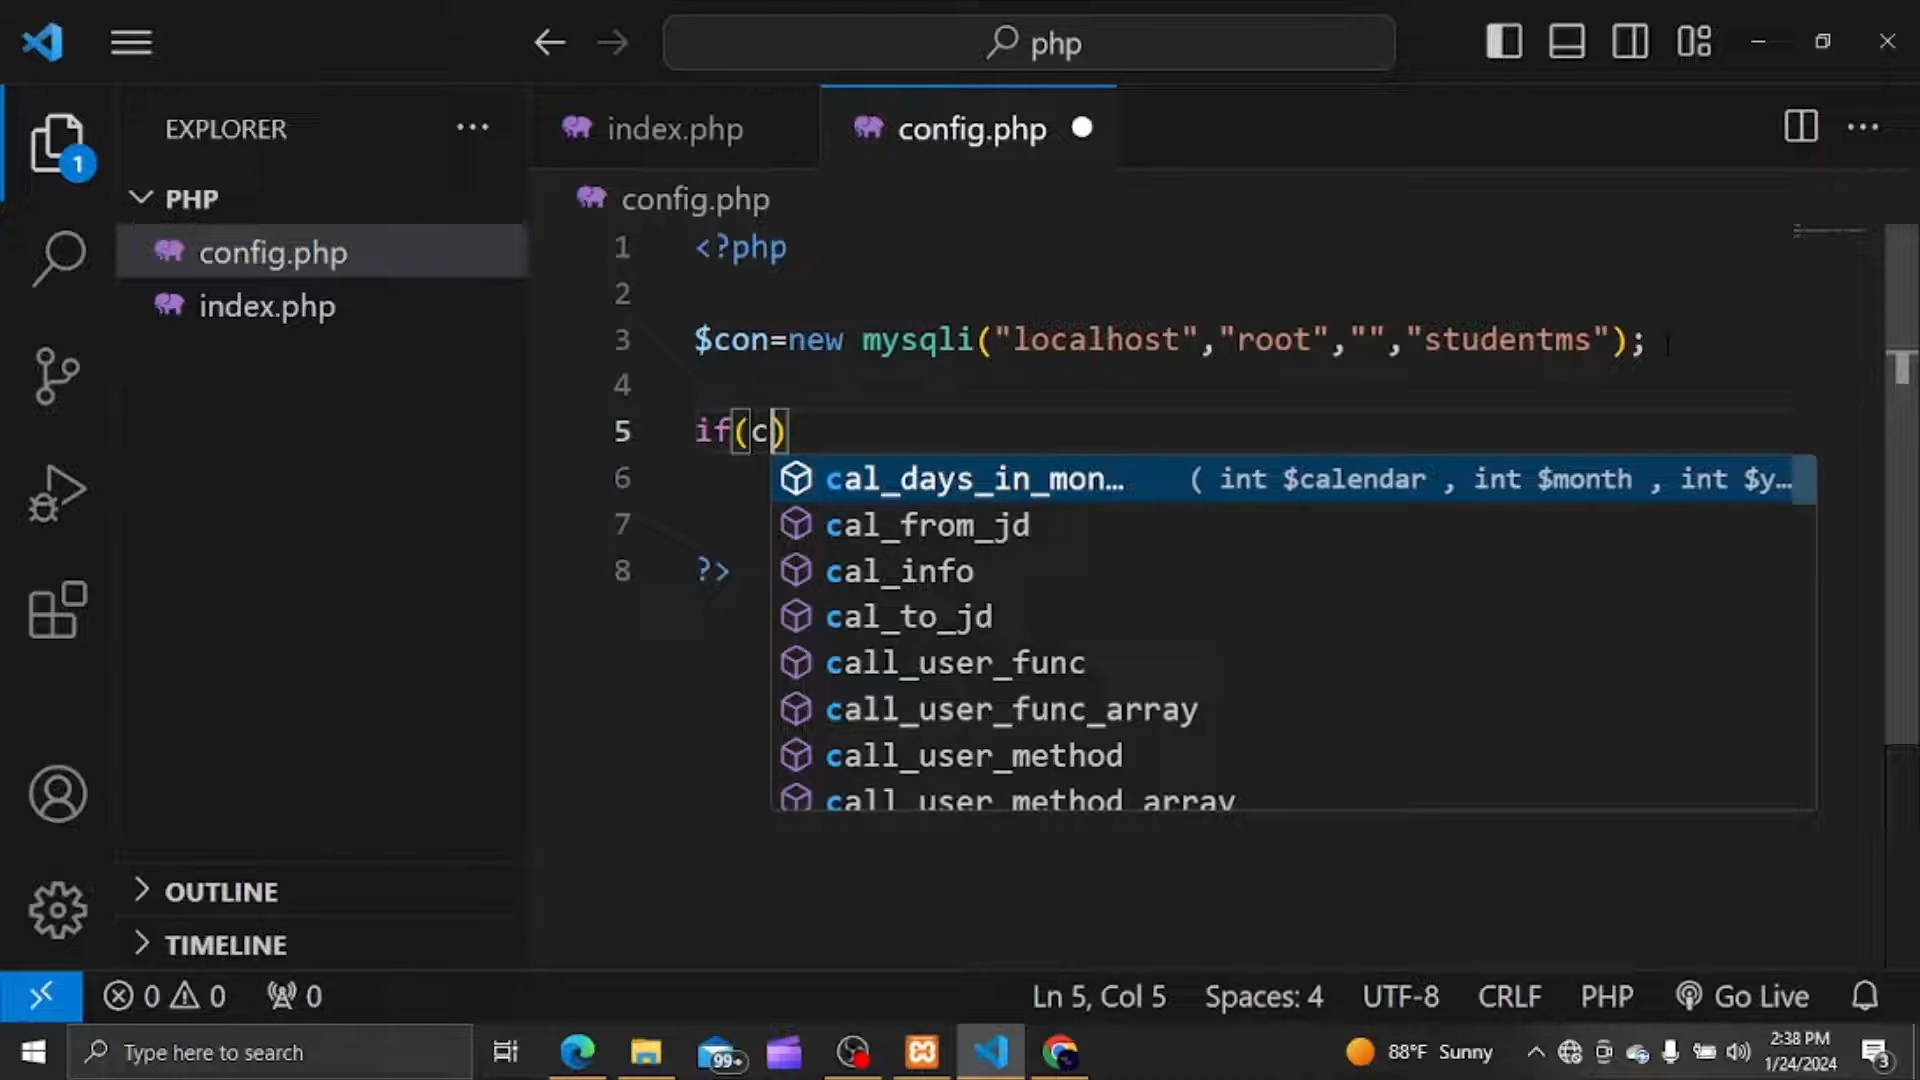 php
EXPLORER
PHP
config.php
index.php
OUTLINE
TIMELINE
index.php
config.php
config.php
1 <?php
2
3 $con=new mysqli("localhost","root","","studentms");
4
5 if(c)
6
7
8 ?>
cal_days_in_mon… ( int $calendar , int $month , int $y…
cal_from_jd
cal_info
cal_to_jd
call_user_func
call_user_func_array
call_user_method
call_user_method_array
1
0 0 0 Ln 5, Col 5 Spaces: 4 UTF-8 CRLF PHP Go Live
Type here to search 99+ 88°F Sunny 2:38 PM
1/24/2024
3